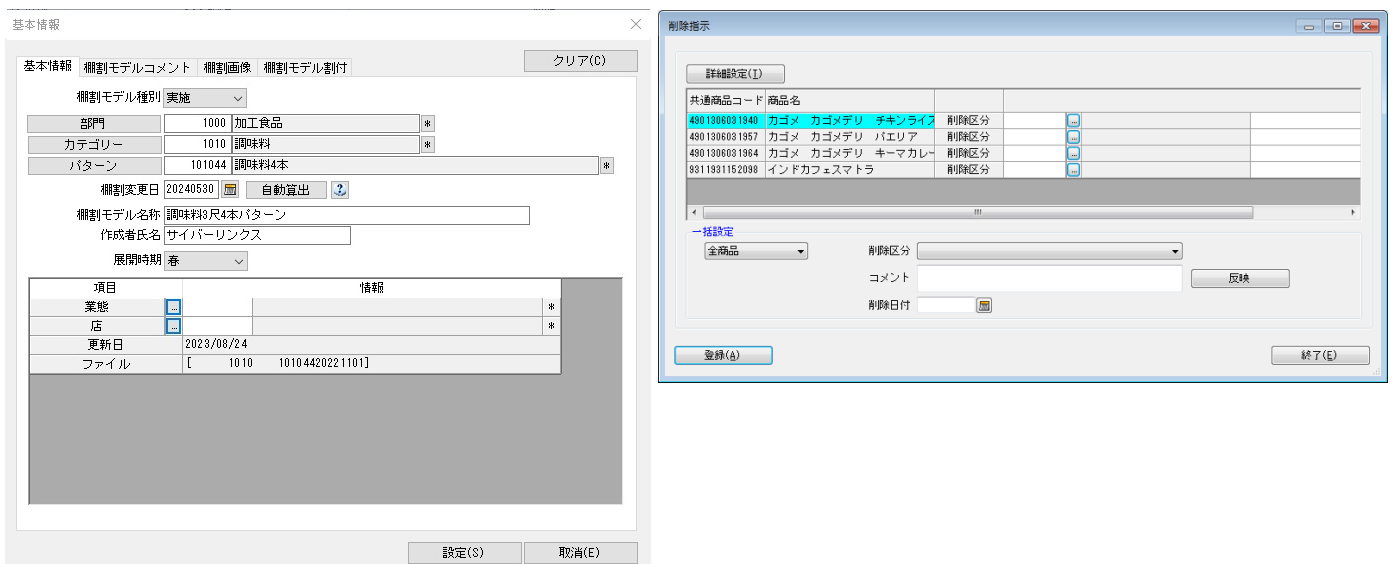 基本情報
クリア(C)
基本情報 棚割モデルコメント 棚割画像 棚割モデル割付
棚割モデル種別 実施
部門 1000 加工食品 *
カテゴリー 1010 調味料 *
パターン 101044 調味料4本 *
棚割変更日 20240530 自動算出 ?
棚割モデル名称 調味料3尺4本パターン
作成者氏名 サイバーリンクス
展開時期 春
項目 情報
業態 ... *
店 ... *
更新日 2023/08/24
ファイル [ 1010 10104420221101]
設定(S) 取消(E)
削除指示
詳細設定(I)
共通商品コード 商品名
4901306031940 カゴメ カゴメデリ チキンライス 削除区分 ...
4901306031957 カゴメ カゴメデリ パエリア 削除区分 ...
4901306031964 カゴメ カゴメデリ キーマカレー 削除区分 ...
9311931152098 インドカフェスマトラ 削除区分 ...
一括設定
全商品 削除区分
コメント 反映
削除日付
登録(A) 終了(E)